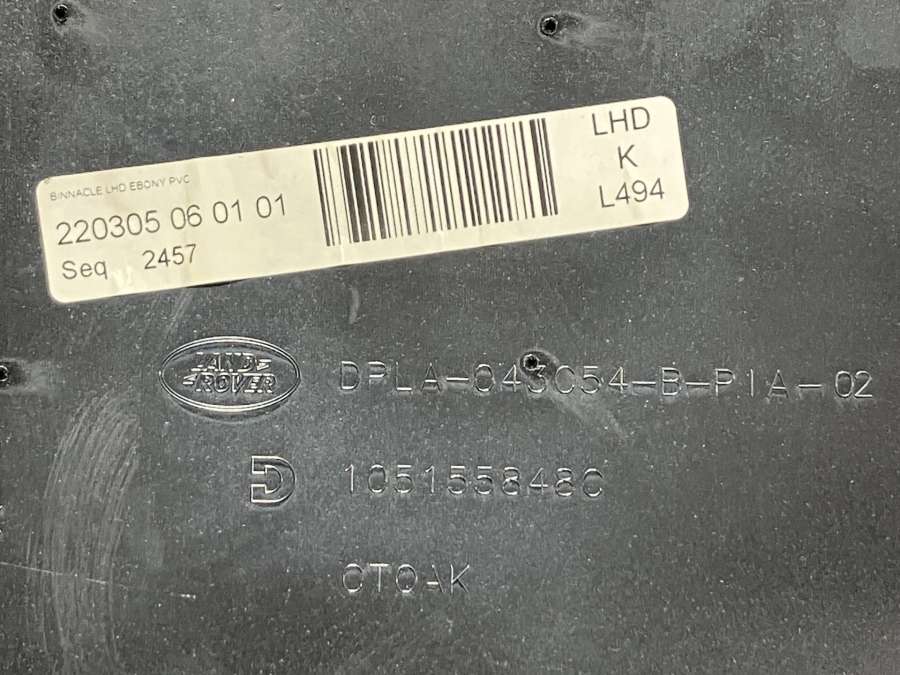 BINNACLE LHD EBONY PVC
220305 06 01 01
Seq 2457
LHD
K
L494
LAND
ROVER
DPLA-043C54-B-PIA-02
D 105155848C
CTOAK